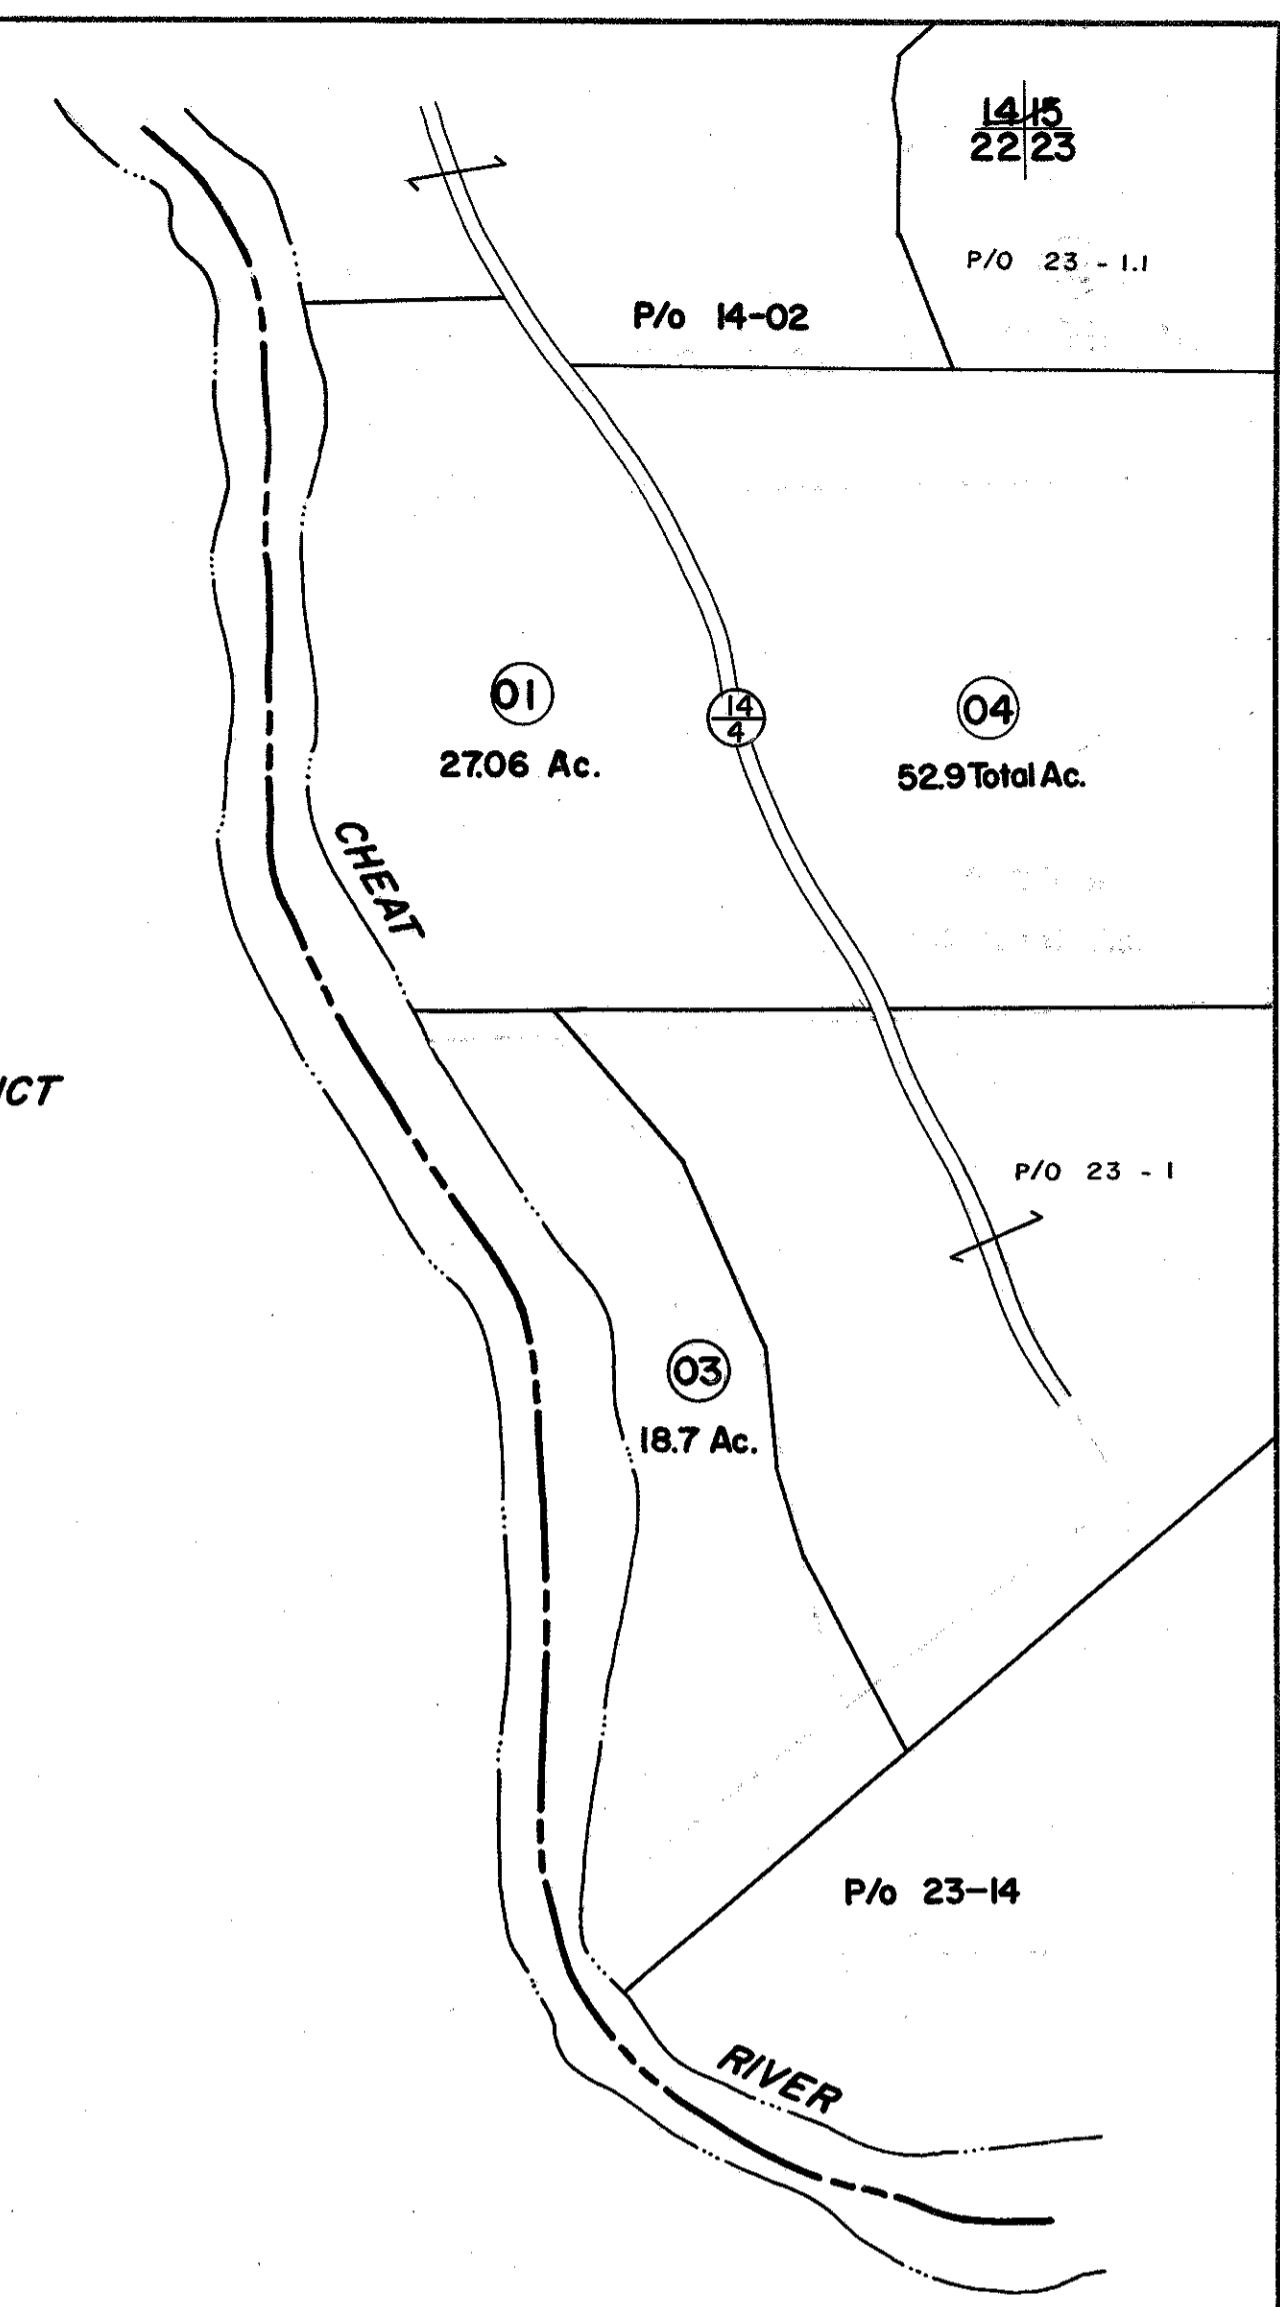 14 15
22 23
P/O 23 - 1.1
P/o 14-02
01
27.06 Ac.
14
4
04
52.9 Total Ac.
CHEAT
ICT
P/O 23 - 1
03
18.7 Ac.
P/o 23-14
RIVER